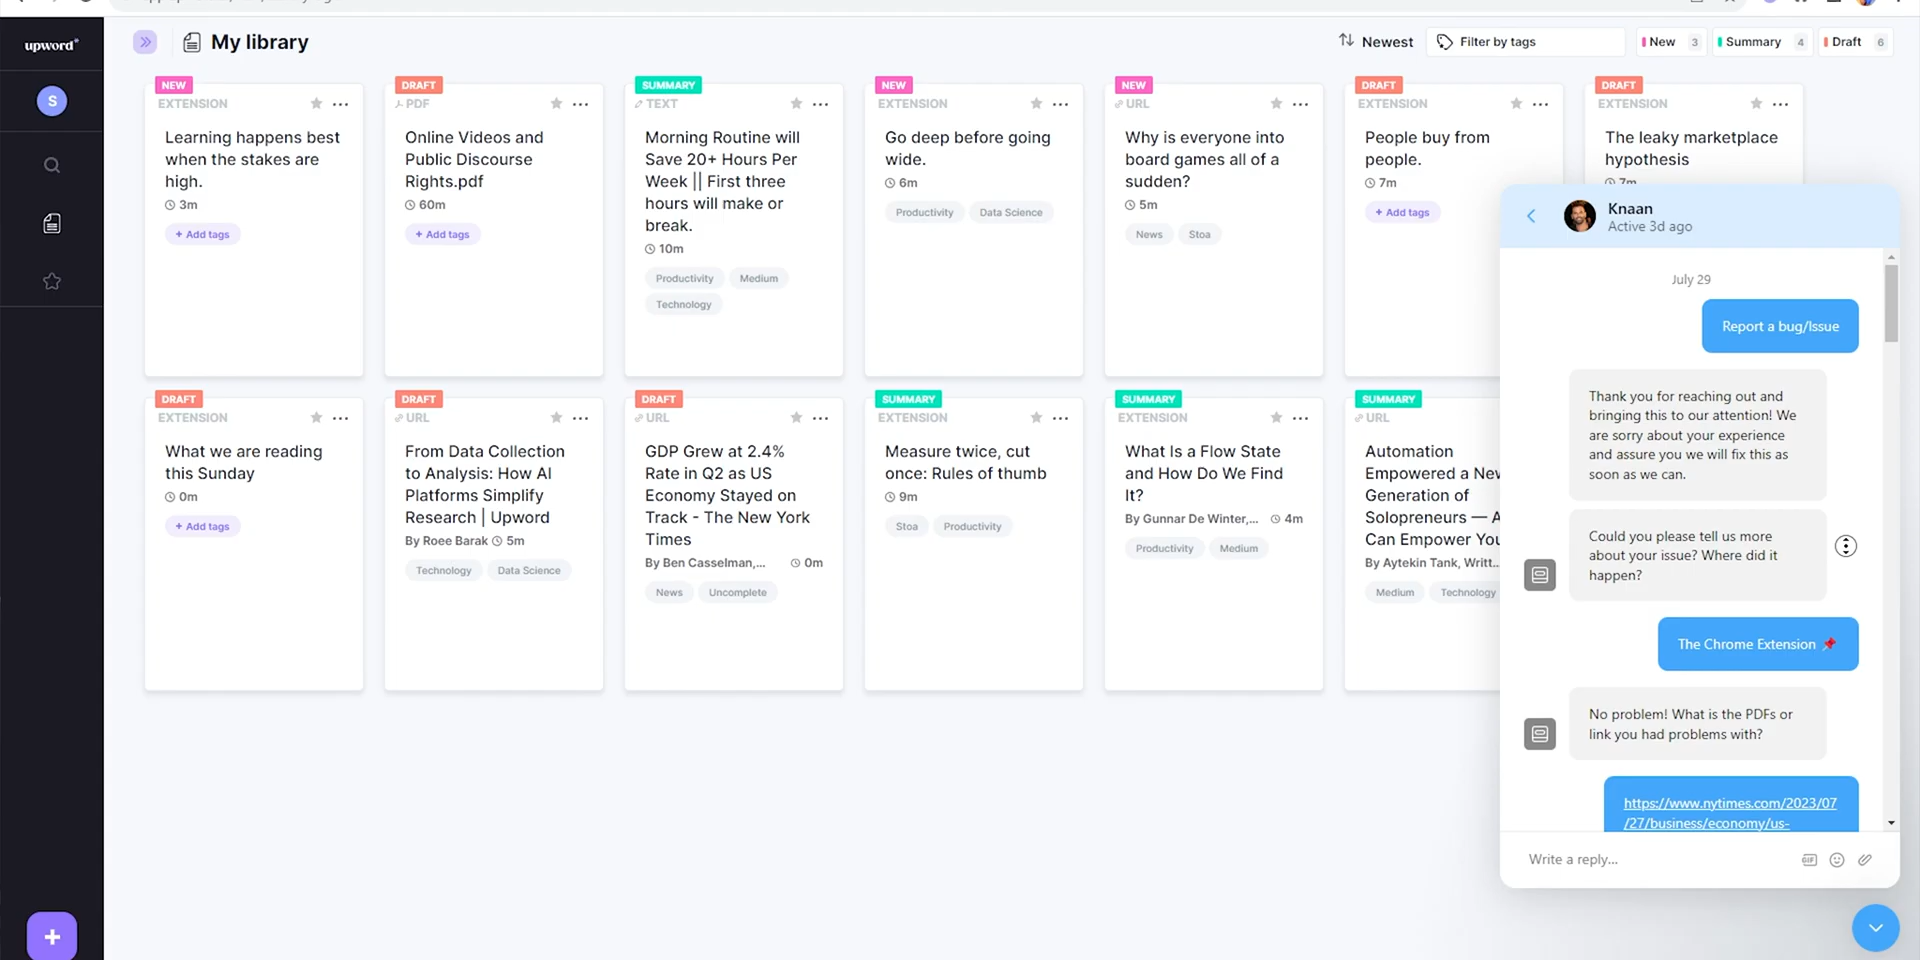 upword*
S
My library
Newest
Filter by tags
New 3
Summary 4
Draft 6
NEW
EXTENSION
Learning happens best
when the stakes are
high.
3m
+ Add tags
DRAFT
PDF
Online Videos and
Public Discourse
Rights.pdf
60m
+ Add tags
SUMMARY
TEXT
Morning Routine will
Save 20+ Hours Per
Week || First three
hours will make or
break.
10m
Productivity Medium
Technology
NEW
EXTENSION
Go deep before going
wide.
6m
Productivity Data Science
NEW
URL
Why is everyone into
board games all of a
sudden?
5m
News Stoa
DRAFT
EXTENSION
People buy from
people.
7m
+ Add tags
DRAFT
EXTENSION
The leaky marketplace
hypothesis
7m
DRAFT
EXTENSION
What we are reading
this Sunday
0m
+ Add tags
DRAFT
URL
From Data Collection
to Analysis: How AI
Platforms Simplify
Research | Upword
By Roee Barak 5m
Technology Data Science
DRAFT
URL
GDP Grew at 2.4%
Rate in Q2 as US
Economy Stayed on
Track - The New York
Times
By Ben Casselman,... 0m
News Uncomplete
SUMMARY
EXTENSION
Measure twice, cut
once: Rules of thumb
9m
Stoa Productivity
SUMMARY
EXTENSION
What Is a Flow State
and How Do We Find
It?
By Gunnar De Winter,... 4m
Productivity Medium
SUMMARY
URL
Automation
Empowered a New
Generation of
Solopreneurs — A
Can Empower You
By Aytekin Tank, Writt...
Medium Technology
Knaan
Active 3d ago
July 29
Report a bug/Issue
Thank you for reaching out and
bringing this to our attention! We
are sorry about your experience
and assure you we will fix this as
soon as we can.
Could you please tell us more
about your issue? Where did it
happen?
The Chrome Extension 📌
No problem! What is the PDFs or
link you had problems with?
https://www.nytimes.com/2023/07
/27/business/economy/us-
Write a reply...
GIF